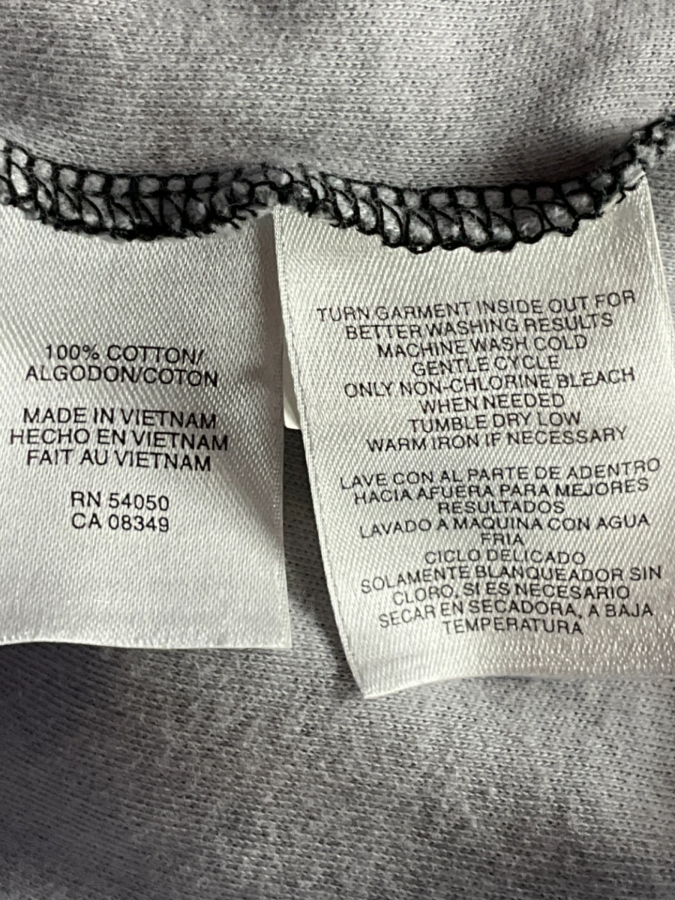 100% COTTON/
ALGODON/COTON
MADE IN VIETNAM
HECHO EN VIETNAM
FAIT AU VIETNAM
RN 54050
CA 08349
TURN GARMENT INSIDE OUT FOR
BETTER WASHING RESULTS
MACHINE WASH COLD
GENTLE CYCLE
ONLY NON-CHLORINE BLEACH
WHEN NEEDED
TUMBLE DRY LOW
WARM IRON IF NECESSARY
LAVE CON AL PARTE DE ADENTRO
HACIA AFUERA PARA MEJORES
RESULTADOS
LAVADO A MAQUINA CON AGUA
FRIA
CICLO DELICADO
SOLAMENTE BLANQUEADOR SIN
CLORO, SI ES NECESARIO
SECAR EN SECADORA, A BAJA
TEMPERATURA